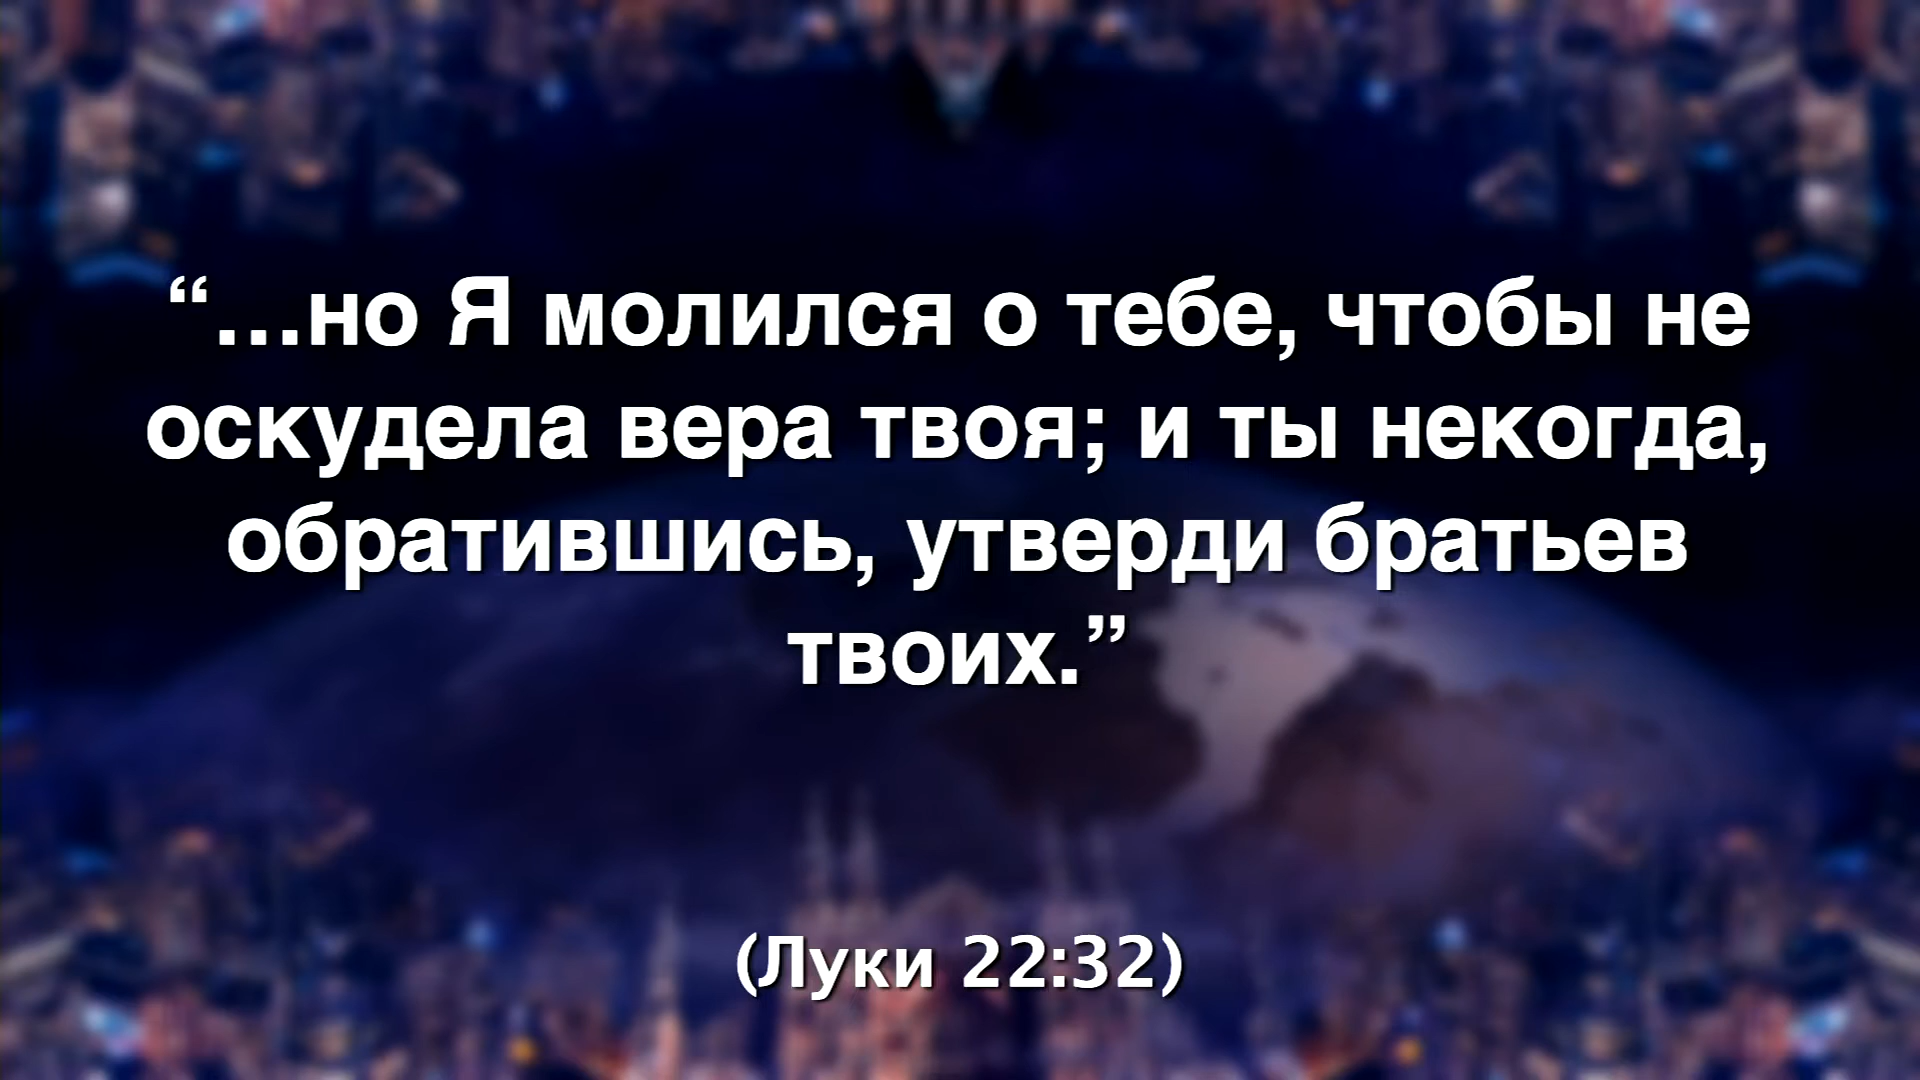 “…но Я молился о тебе, чтобы не
оскудела вера твоя; и ты некогда,
обратившись, утверди братьев
твоих.”
(Луки 22:32)